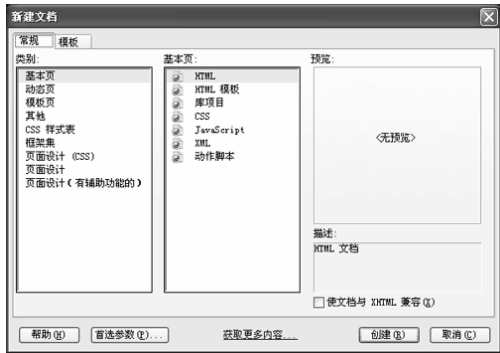 新建文档
常规 模板
类别:
基本页
动态页
模板页
其他
CSS 样式表
框架集
页面设计 (CSS)
页面设计
页面设计(有辅助功能的)
基本页:
HTML
HTML 模板
库项目
CSS
JavaScript
XML
动作脚本
预览:
<无预览>
描述:
HTML 文档
使文档与 XHTML 兼容(X)
帮助(H) 首选参数(P)... 获取更多内容... 创建(R) 取消(C)